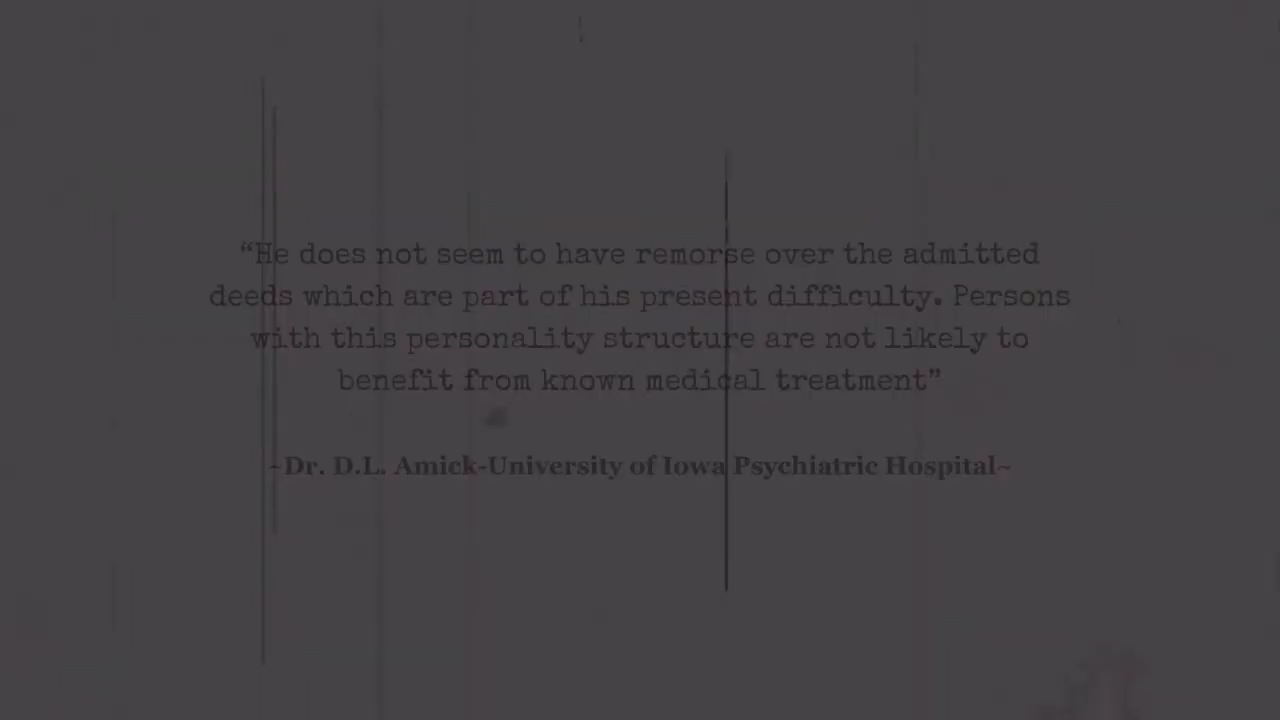 “He does not seem to have remorse over the admitted
deeds which are part of his present difficulty. Persons
with this personality structure are not likely to
benefit from known medical treatment”
~Dr. D.L. Amick-University of Iowa Psychiatric Hospital~